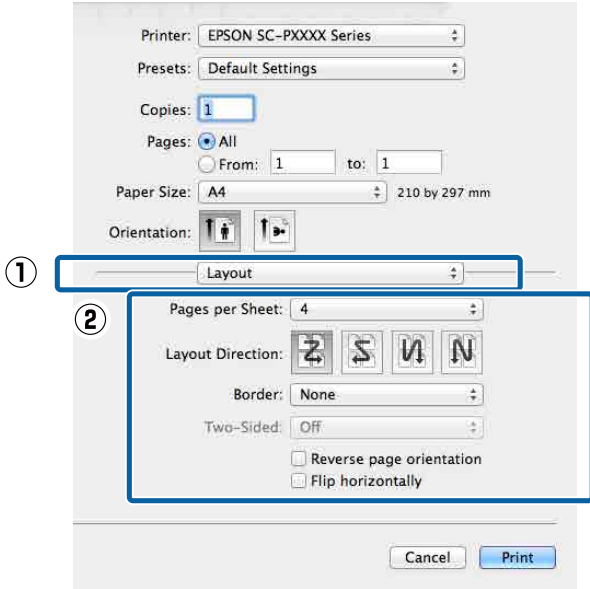 Printer: EPSON SC-PXXXX Series
Presets: Default Settings
Copies: 1
Pages: All
From: 1 to: 1
Paper Size: A4 210 by 297 mm
Orientation:
① Layout
②
Pages per Sheet: 4
Layout Direction:
Border: None
Two-Sided: Off
Reverse page orientation
Flip horizontally
Cancel Print